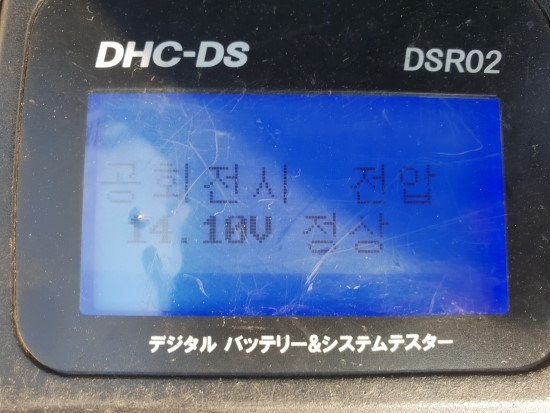 DHC-DS DSR02
공회전시 전압
14.10V 정상
デジタル バッテリー&システムテスター